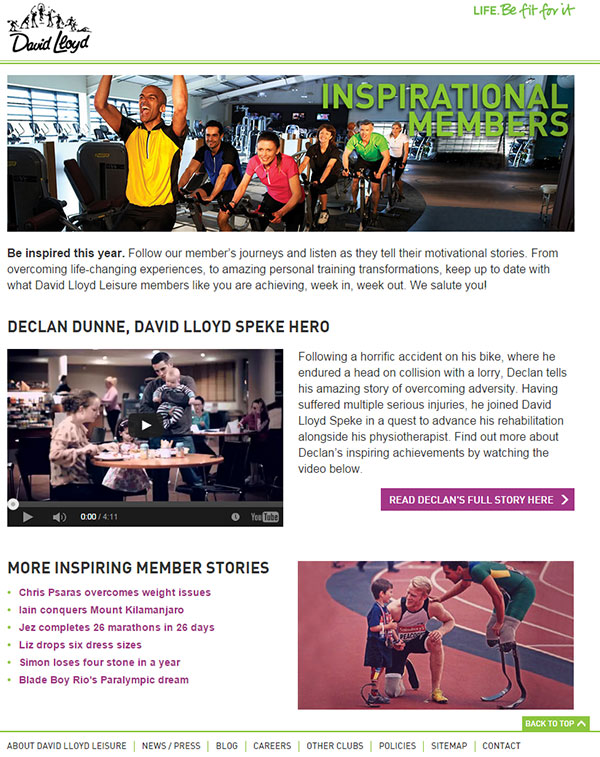 David Lloyd
LIFE. Be fit for it
INSPIRATIONAL
MEMBERS
Be inspired this year. Follow our member's journeys and listen as they tell their motivational stories. From
overcoming life-changing experiences, to amazing personal training transformations, keep up to date with
what David Lloyd Leisure members like you are achieving, week in, week out. We salute you!
DECLAN DUNNE, DAVID LLOYD SPEKE HERO
Following a horrific accident on his bike, where he
endured a head on collision with a lorry, Declan tells
his amazing story of overcoming adversity. Having
suffered multiple serious injuries, he joined David
Lloyd Speke in a quest to advance his rehabilitation
alongside his physiotherapist. Find out more about
Declan's inspiring achievements by watching the
video below.
0:00 / 4:11
YouTube
READ DECLAN'S FULL STORY HERE
MORE INSPIRING MEMBER STORIES
• Chris Psaras overcomes weight issues
• Iain conquers Mount Kilamanjaro
• Jez completes 26 marathons in 26 days
• Liz drops six dress sizes
• Simon loses four stone in a year
• Blade Boy Rio's Paralympic dream
PEACOCK
BACK TO TOP
ABOUT DAVID LLOYD LEISURE | NEWS / PRESS | BLOG | CAREERS | OTHER CLUBS | POLICIES | SITEMAP | CONTACT